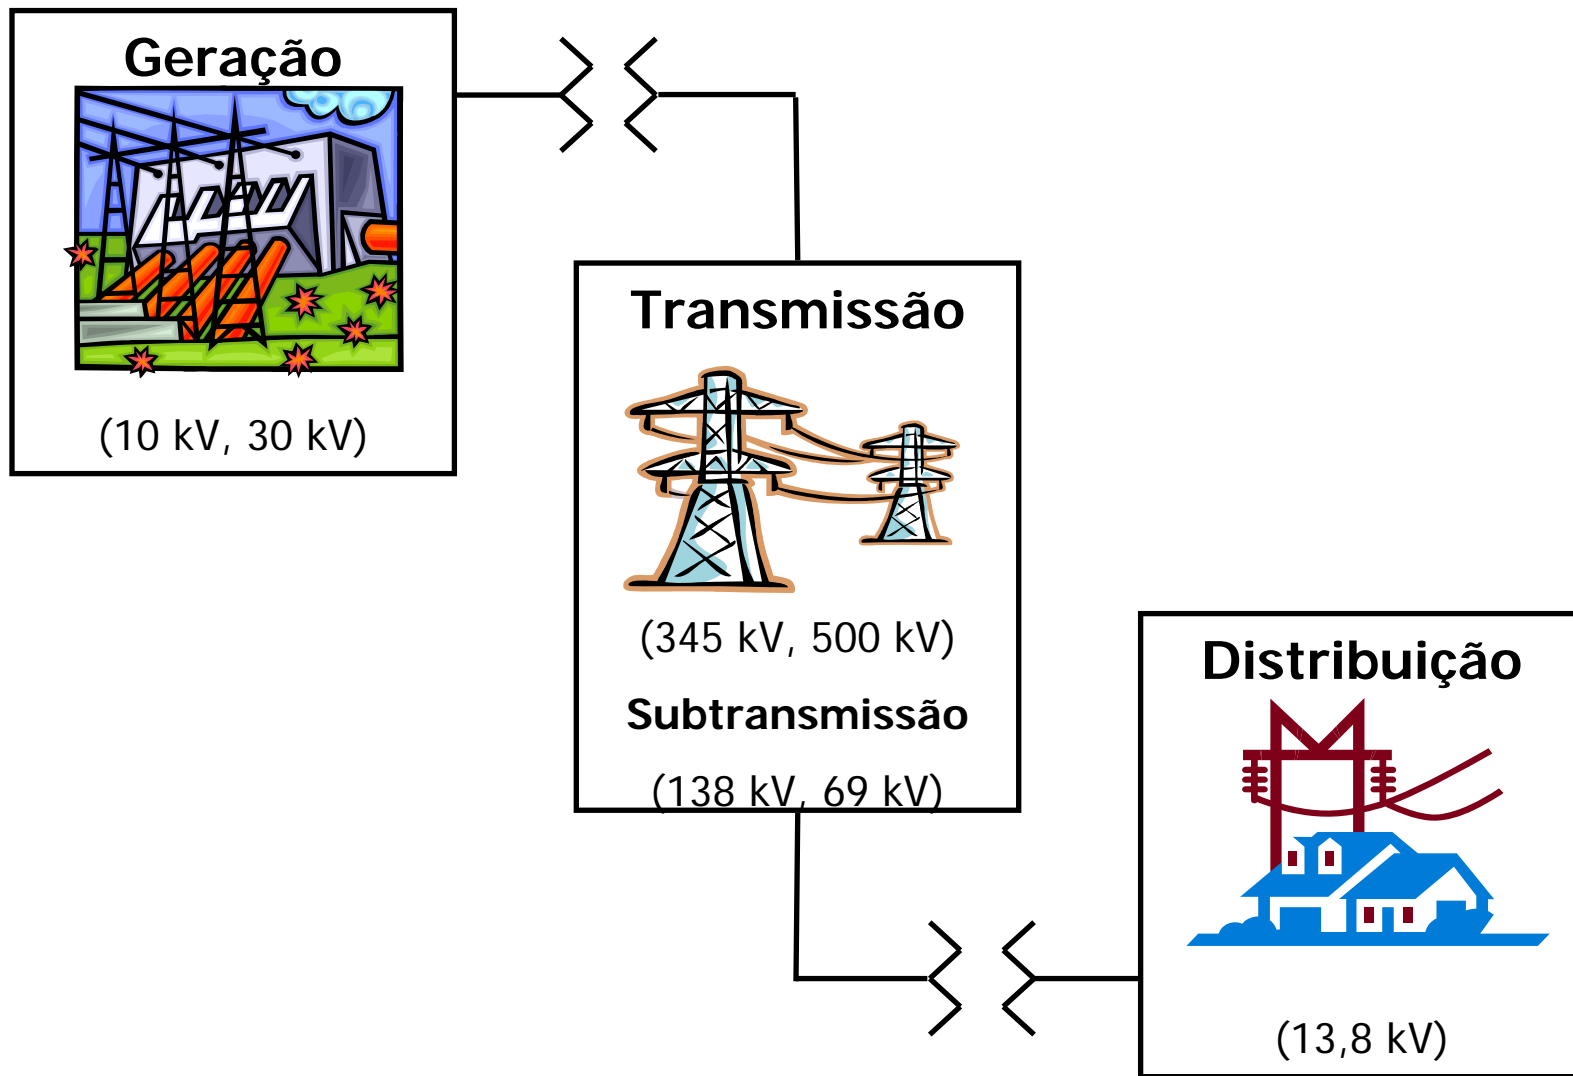 Geração
(10 kV, 30 kV)
Transmissão
(345 kV, 500 kV)
Subtransmissão
(138 kV, 69 kV)
Distribuição
(13,8 kV)